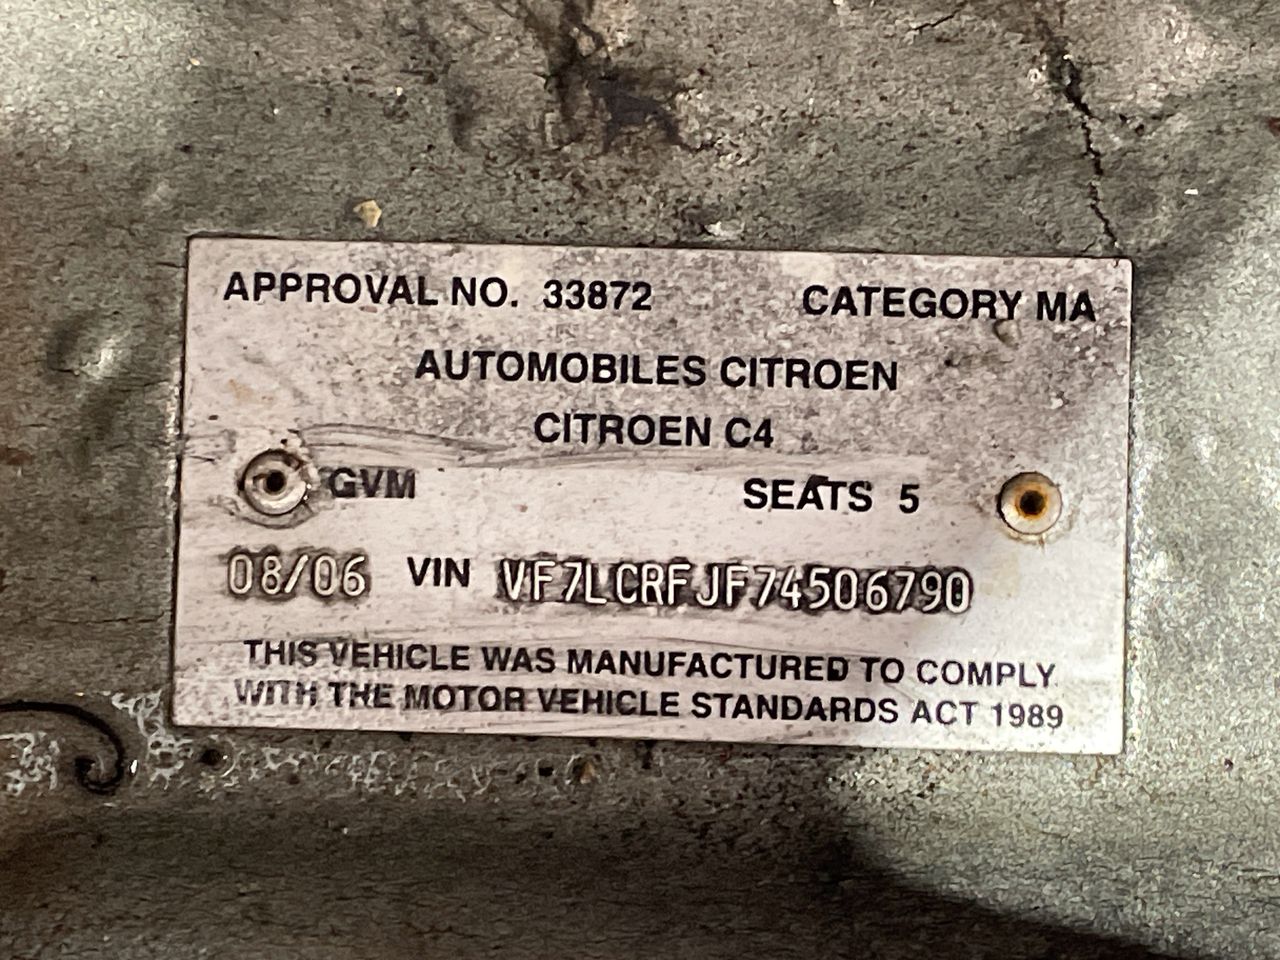 APPROVAL NO. 33872 CATEGORY MA
AUTOMOBILES CITROEN
CITROEN C4
GVM SEATS 5
08/06 VIN VF7LCRFJF74506790
THIS VEHICLE WAS MANUFACTURED TO COMPLY
WITH THE MOTOR VEHICLE STANDARDS ACT 1989